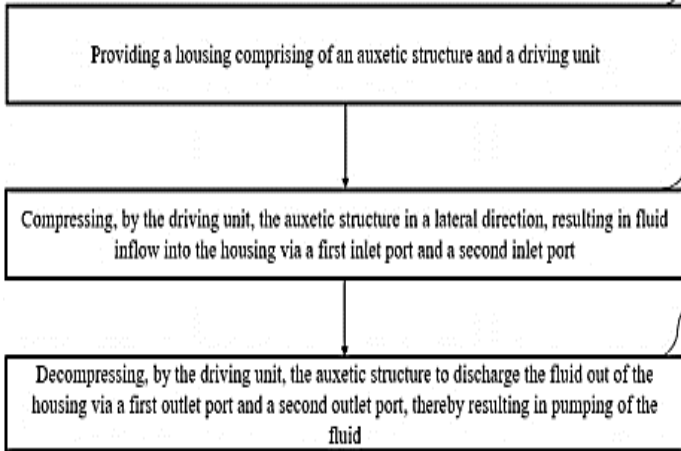 Providing a housing comprising of an auxetic structure and a driving unit
Compressing, by the driving unit, the auxetic structure in a lateral direction, resulting in fluid
inflow into the housing via a first inlet port and a second inlet port
Decompressing, by the driving unit, the auxetic structure to discharge the fluid out of the
housing via a first outlet port and a second outlet port, thereby resulting in pumping of the
fluid